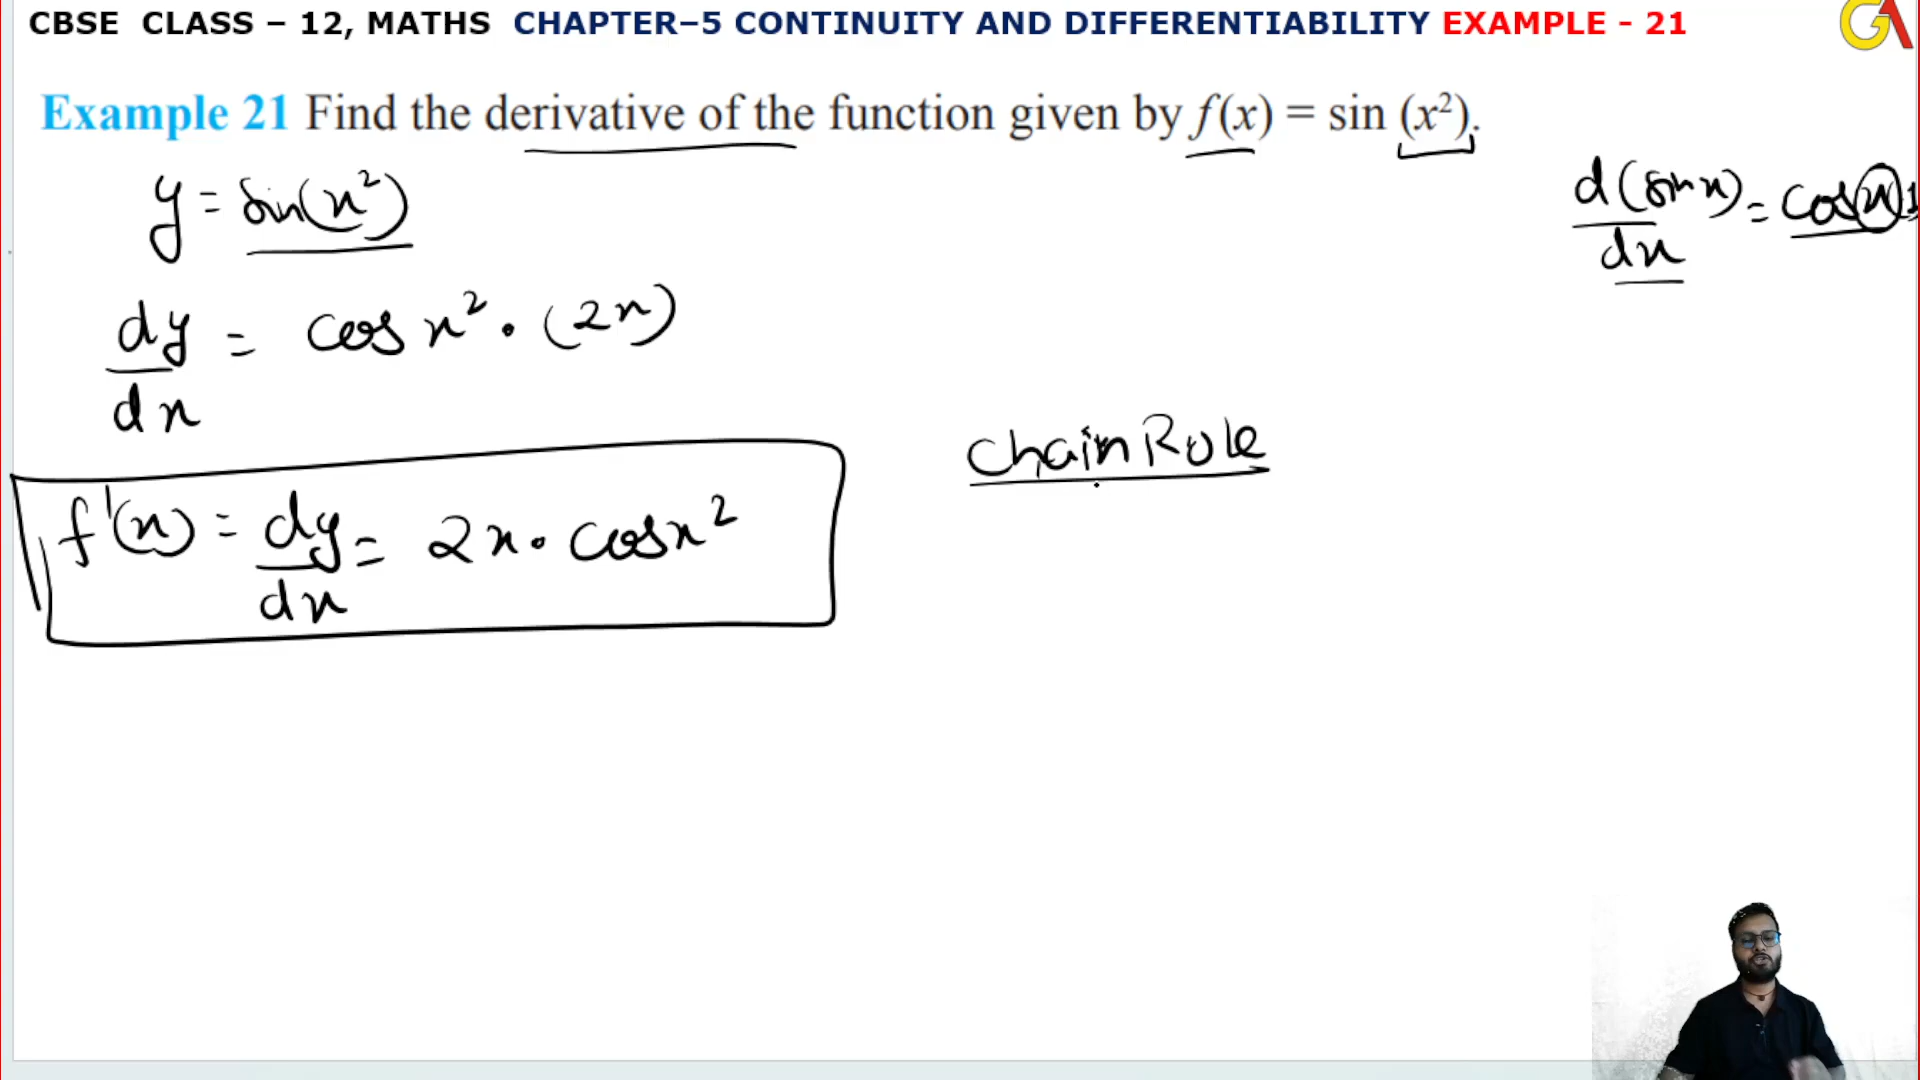 CBSE CLASS – 12, MATHS CHAPTER–5 CONTINUITY AND DIFFERENTIABILITY EXAMPLE - 21
GA
Example 21 Find the derivative of the function given by f(x) = sin (x²).
y = sin(x²)
d(sin x)/dx = cos x · 1
dy/dx = cos x² · (2x)
Chain Rule
f'(x) = dy/dx = 2x · cos x²